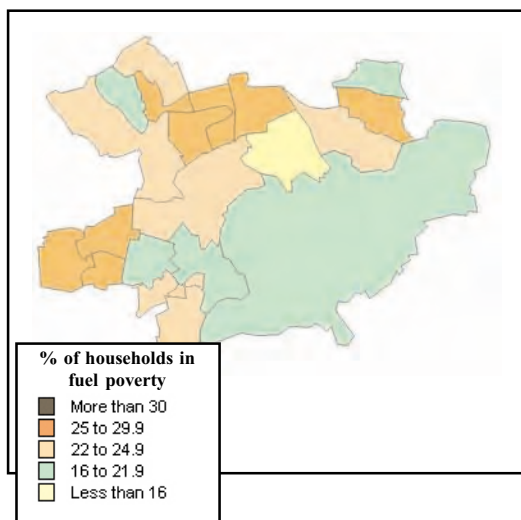 % of households in
fuel poverty
More than 30
25 to 29.9
22 to 24.9
16 to 21.9
Less than 16